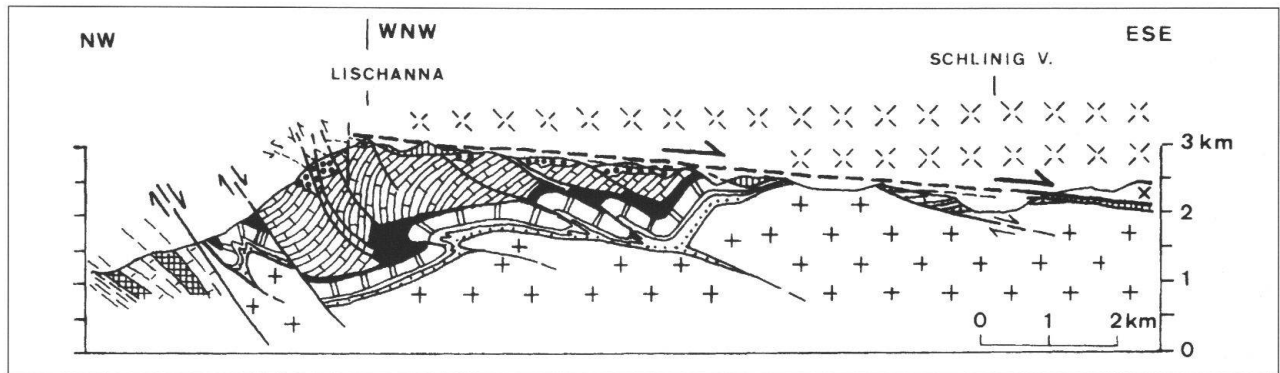 NW
WNW
ESE
LISCHANNA
SCHLINIG V.
3 km
2
1
0
0 1 2 km